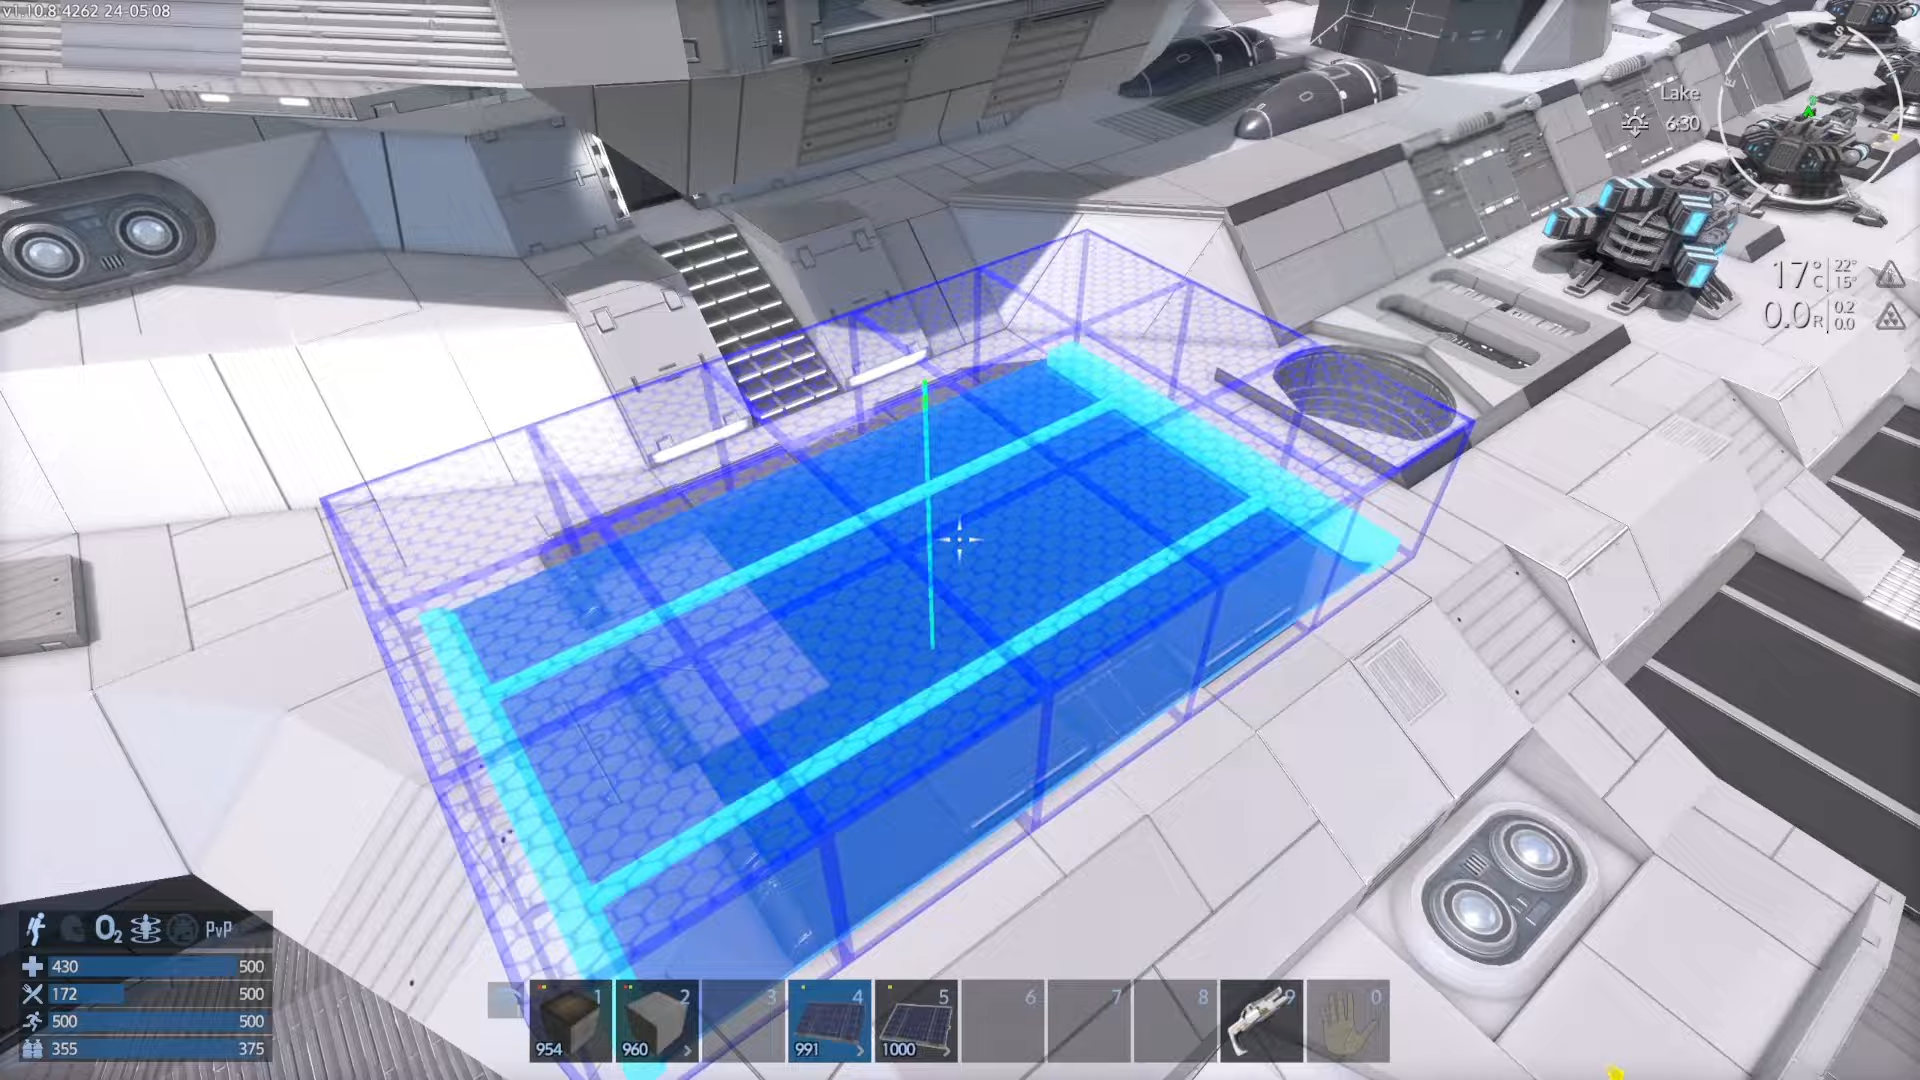 v1.10.8 4262 24-05-08
S
E
Lake
6:30
17°C 22° 15°
0.0R 0.2 0.0
O2 PvP
430 500
172 500
500 500
355 375
1 2 3 4 5 6 7 8 9 0
954 960 991 1000